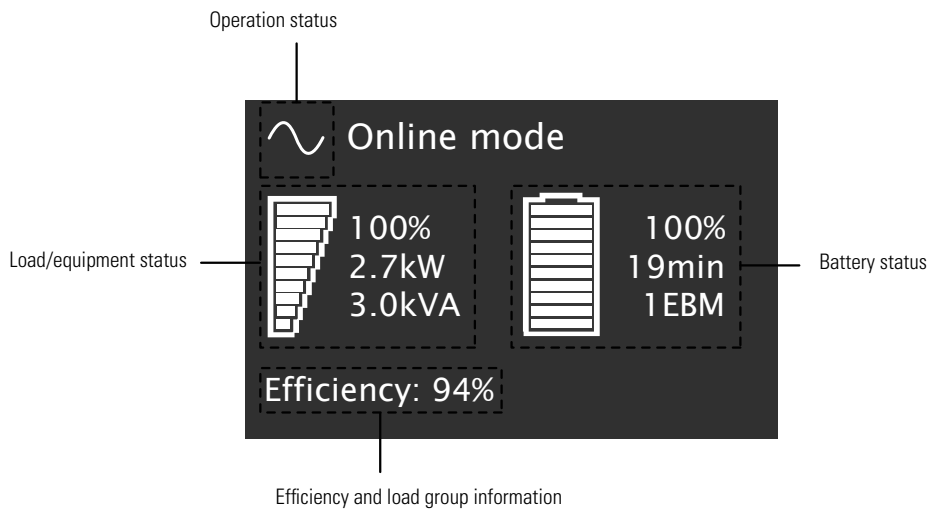 Operation status
Online mode
Load/equipment status
100%
2.7kW
3.0kVA
100%
19min
1EBM
Battery status
Efficiency: 94%
Efficiency and load group information